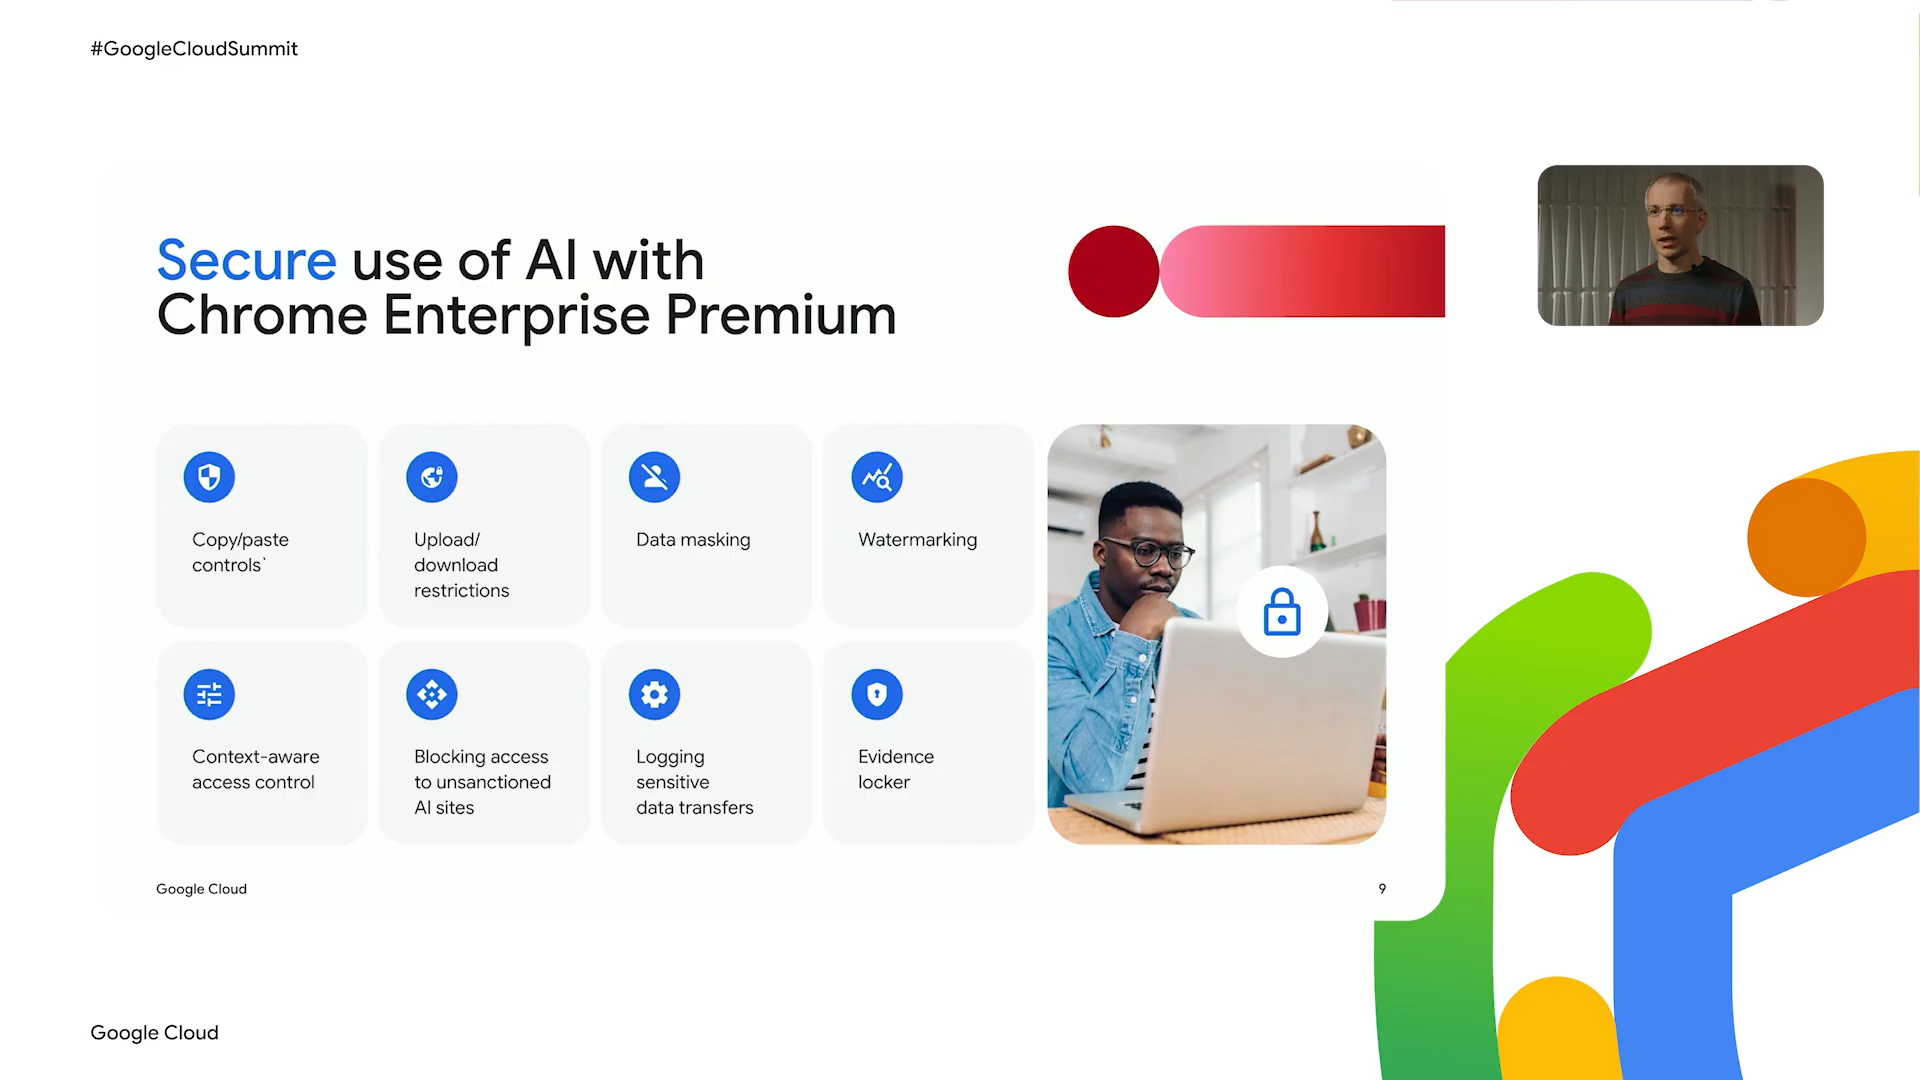 #GoogleCloudSummit
Secure use of AI with
Chrome Enterprise Premium
Copy/paste
controls`
Upload/
download
restrictions
Data masking
Watermarking
Context-aware
access control
Blocking access
to unsanctioned
AI sites
Logging
sensitive
data transfers
Evidence
locker
Google Cloud
9
Google Cloud